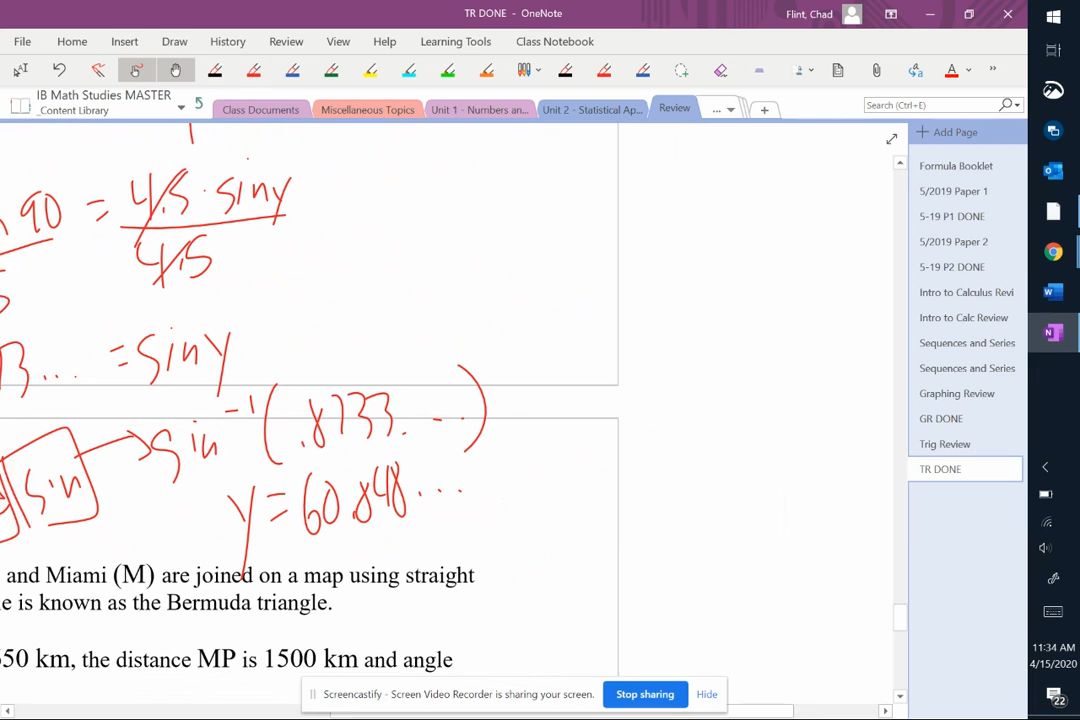 TR DONE - OneNote
Flint, Chad
File Home Insert Draw History Review View Help Learning Tools Class Notebook
IB Math Studies MASTER
_Content Library
Class Documents Miscellaneous Topics Unit 1 - Numbers an... Unit 2 - Statistical Ap... Review ...
Search (Ctrl+E)
Add Page
Formula Booklet
5/2019 Paper 1
5-19 P1 DONE
5/2019 Paper 2
5-19 P2 DONE
Intro to Calculus Revi
Intro to Calc Review
Sequences and Series
Sequences and Series
Graphing Review
GR DONE
Trig Review
TR DONE
90 = 4.5 · sin y
4.5
... = sin y
sin sin⁻¹ (.8733...)
y = 60.848...
and Miami (M) are joined on a map using straight
le is known as the Bermuda triangle.
650 km, the distance MP is 1500 km and angle
Screencastify - Screen Video Recorder is sharing your screen. Stop sharing Hide
11:34 AM
4/15/2020
22